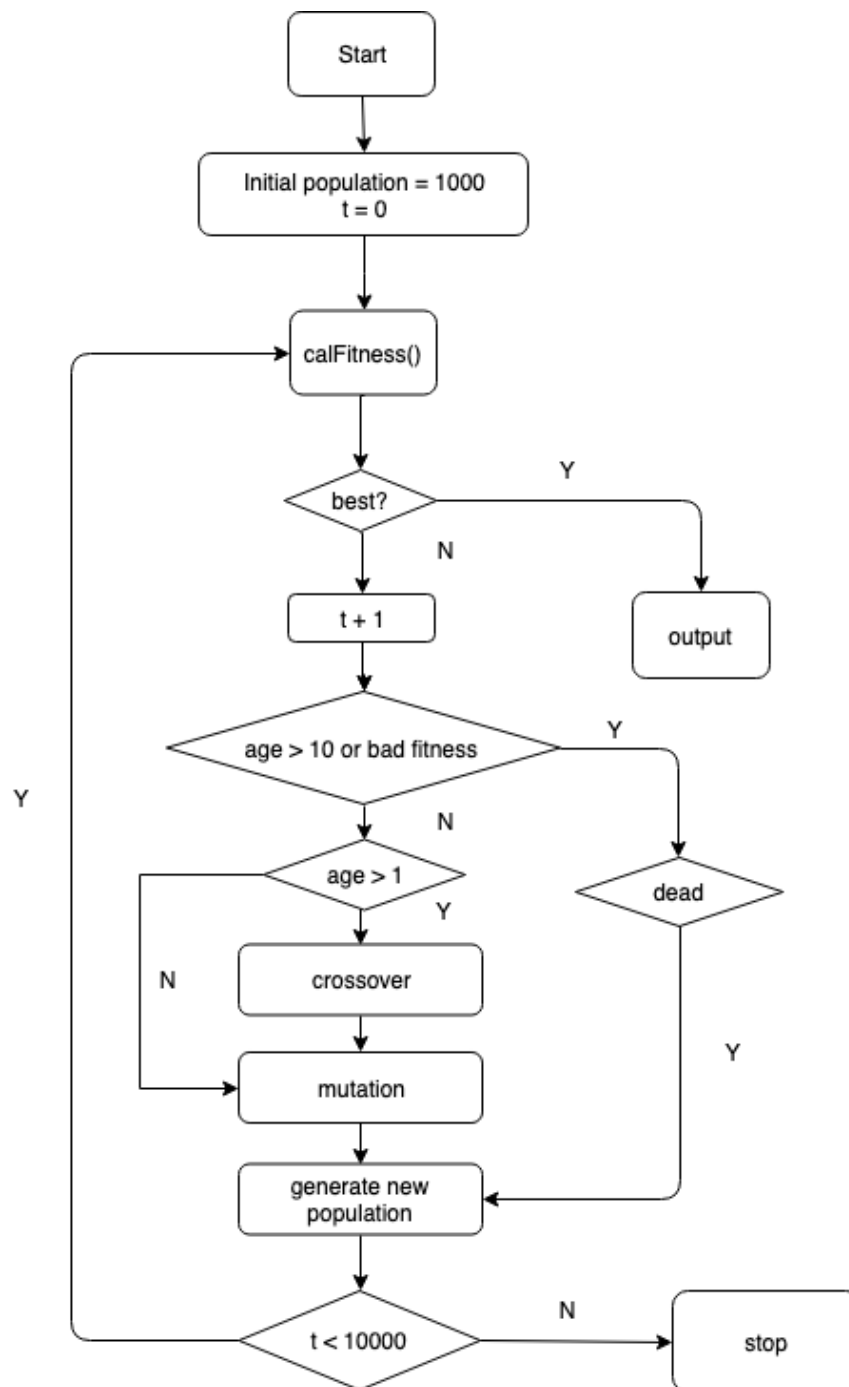 Start
Initial population = 1000
t = 0
calFitness()
best?
Y
N
t + 1
output
age > 10 or bad fitness
Y
Y
N
age > 1
Y
dead
N
crossover
Y
mutation
generate new
population
t < 10000
N
stop